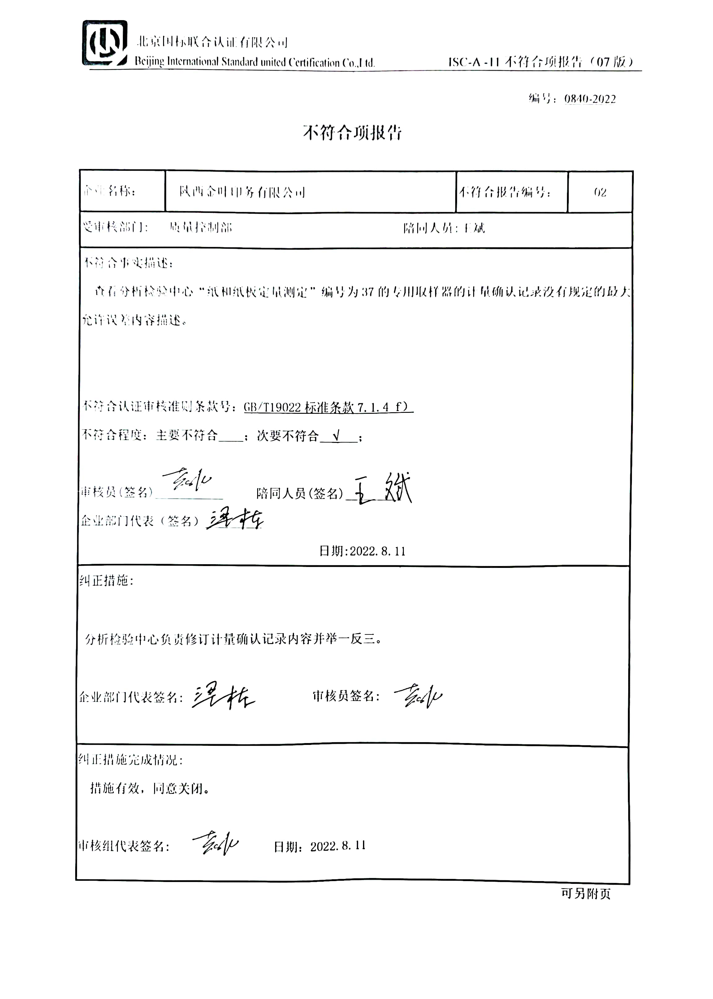 北京国标联合认证有限公司
Beijing International Standard united Certification Co.,Ltd. ISC-A-II 不符合项报告（07版）
编号：0840-2022
不符合项报告
企业名称： 陕西金叶印务有限公司 不符合报告编号： 02
受审核部门： 质量控制部 陪同人员：王斌
不符合事实描述：
查看分析检验中心“纸和纸板定量测定”编号为37的专用取样器的计量确认记录没有规定的最大
允许误差内容描述。
不符合认证审核准则条款号：GB/T19022 标准条款 7.1.4 f）
不符合程度：主要不符合____；次要不符合 √ ；
审核员(签名) 陪同人员(签名) 王斌
企业部门代表（签名）
日期:2022.8.11
纠正措施：
分析检验中心负责修订计量确认记录内容并举一反三。
企业部门代表签名： 审核员签名：
纠正措施完成情况：
措施有效，同意关闭。
审核组代表签名： 日期：2022.8.11
可另附页